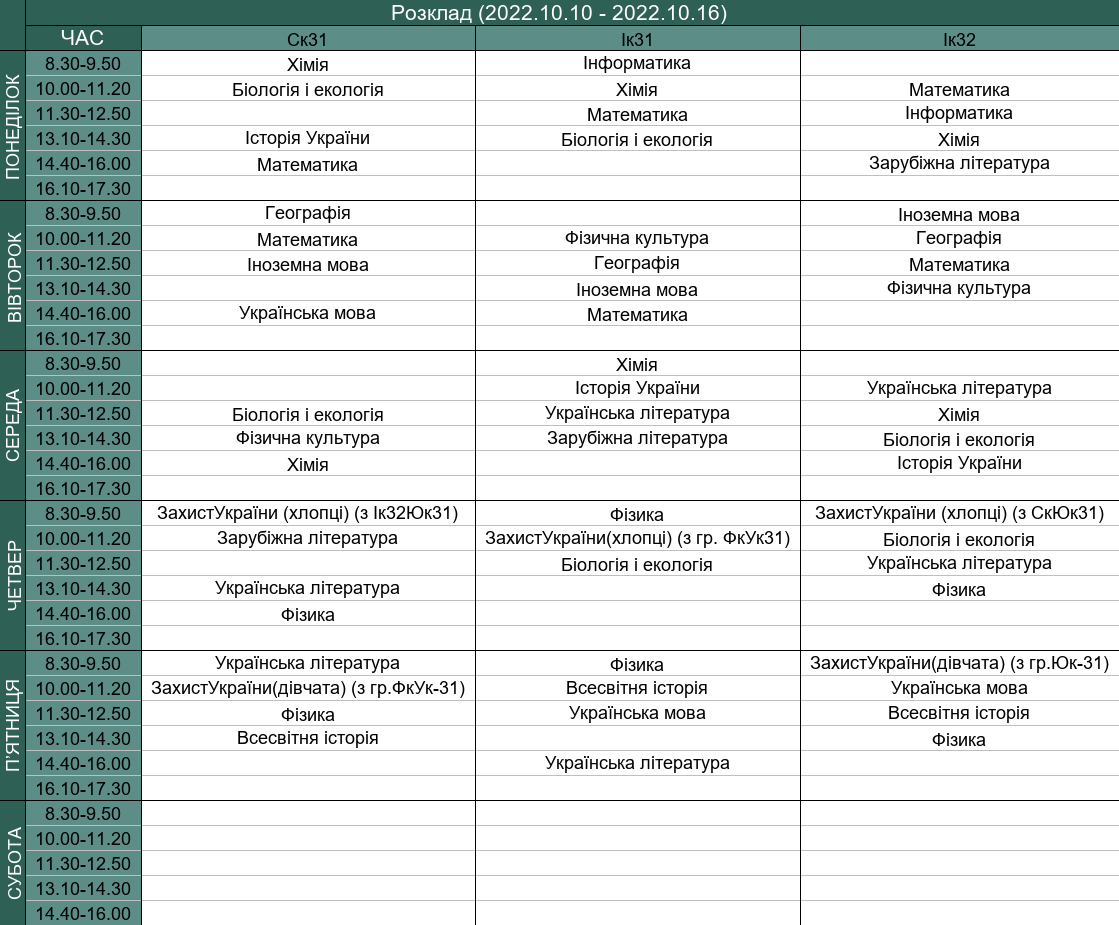 Розклад (2022.10.10 - 2022.10.16)
ЧАС Ск31 Ік31 Ік32
ПОНЕДІЛОК
8.30-9.50 Хімія Інформатика
10.00-11.20 Біологія і екологія Хімія Математика
11.30-12.50 Математика Інформатика
13.10-14.30 Історія України Біологія і екологія Хімія
14.40-16.00 Математика Зарубіжна література
16.10-17.30
ВІВТОРОК
8.30-9.50 Географія Іноземна мова
10.00-11.20 Математика Фізична культура Географія
11.30-12.50 Іноземна мова Географія Математика
13.10-14.30 Іноземна мова Фізична культура
14.40-16.00 Українська мова Математика
16.10-17.30
СЕРЕДА
8.30-9.50 Хімія
10.00-11.20 Історія України Українська література
11.30-12.50 Біологія і екологія Українська література Хімія
13.10-14.30 Фізична культура Зарубіжна література Біологія і екологія
14.40-16.00 Хімія Історія України
16.10-17.30
ЧЕТВЕР
8.30-9.50 ЗахистУкраїни (хлопці) (з Ік32Юк31) Фізика ЗахистУкраїни (хлопці) (з СкЮк31)
10.00-11.20 Зарубіжна література ЗахистУкраїни(хлопці) (з гр. ФкУк31) Біологія і екологія
11.30-12.50 Біологія і екологія Українська література
13.10-14.30 Українська література Фізика
14.40-16.00 Фізика
16.10-17.30
П'ЯТНИЦЯ
8.30-9.50 Українська література Фізика ЗахистУкраїни(дівчата) (з гр.Юк-31)
10.00-11.20 ЗахистУкраїни(дівчата) (з гр.ФкУк-31) Всесвітня історія Українська мова
11.30-12.50 Фізика Українська мова Всесвітня історія
13.10-14.30 Всесвітня історія Фізика
14.40-16.00 Українська література
16.10-17.30
СУБОТА
8.30-9.50
10.00-11.20
11.30-12.50
13.10-14.30
14.40-16.00